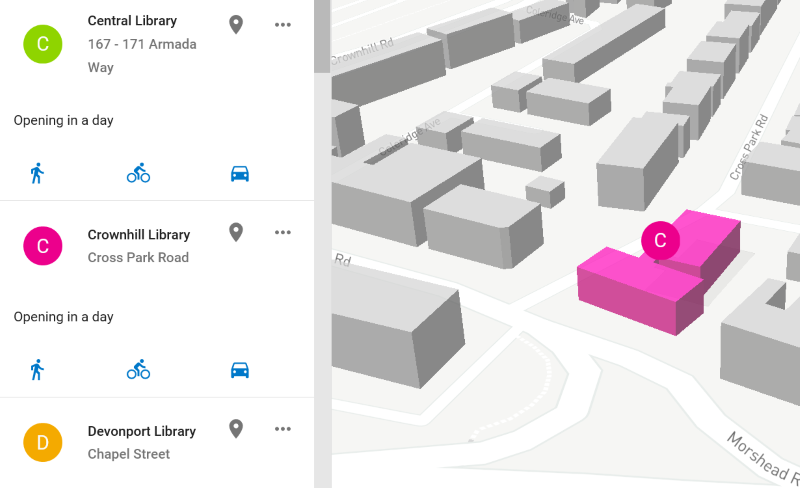 C
Central Library
167 - 171 Armada
Way
Opening in a day
C
Crownhill Library
Cross Park Road
Opening in a day
D
Devonport Library
Chapel Street
Coleridge Ave
Crownhill Rd
Coleridge Ave
Cross Park Rd
C
Rd
Morshead R